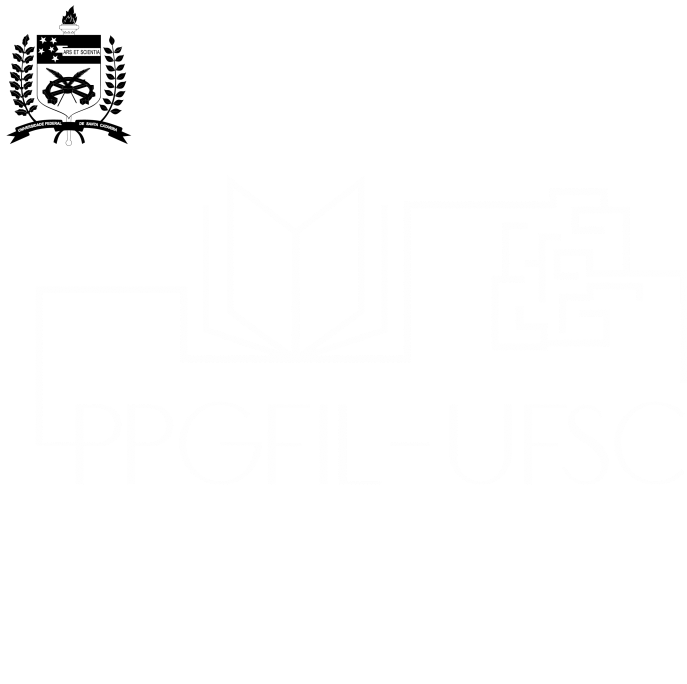 ARS ET SCIENTIA
UNIVERSIDADE FEDERAL DE SANTA CATARINA
PPGFIL-UFSC